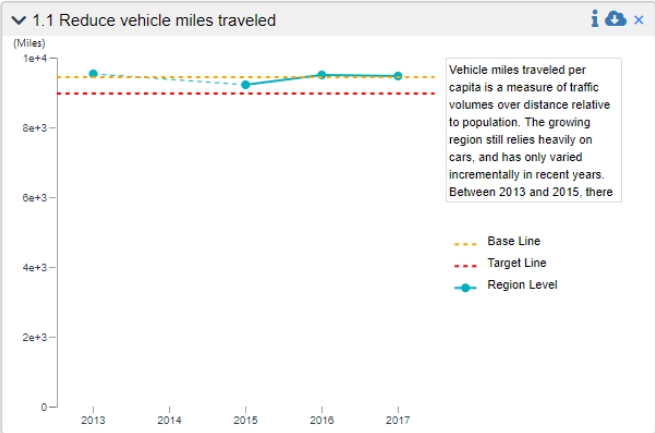 1.1 Reduce vehicle miles traveled
(Miles)
1e+4
8e+3
6e+3
4e+3
2e+3
0
2013
2014
2015
2016
2017
Vehicle miles traveled per
capita is a measure of traffic
volumes over distance relative
to population. The growing
region still relies heavily on
cars, and has only varied
incrementally in recent years.
Between 2013 and 2015, there
Base Line
Target Line
Region Level